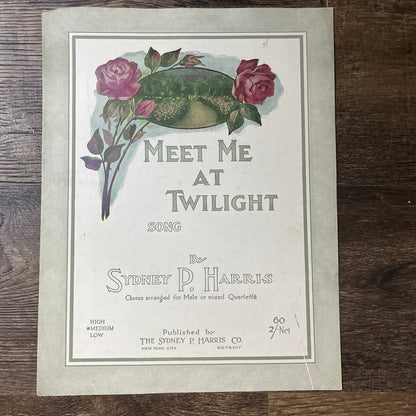 MEET ME
AT
TWILIGHT
SONG
By
SYDNEY P. HARRIS
Chorus arranged for Male or mixed Quartette
HIGH
*MEDIUM
LOW
60
2/- Net
Published by
THE SYDNEY P. HARRIS CO.
NEW YORK CITY DETROIT